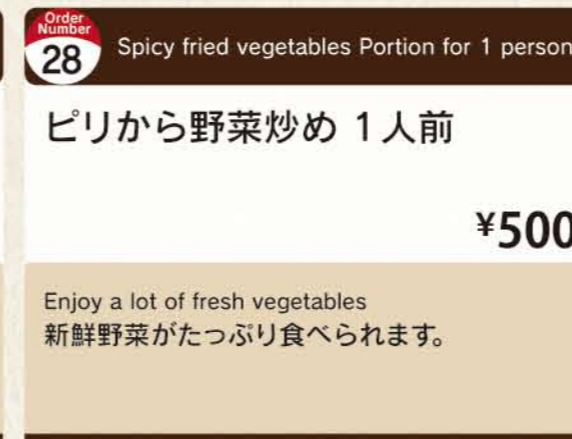 Order
Number
28
Spicy fried vegetables Portion for 1 person
ピリから野菜炒め 1人前
¥500
Enjoy a lot of fresh vegetables
新鮮野菜がたっぷり食べられます。